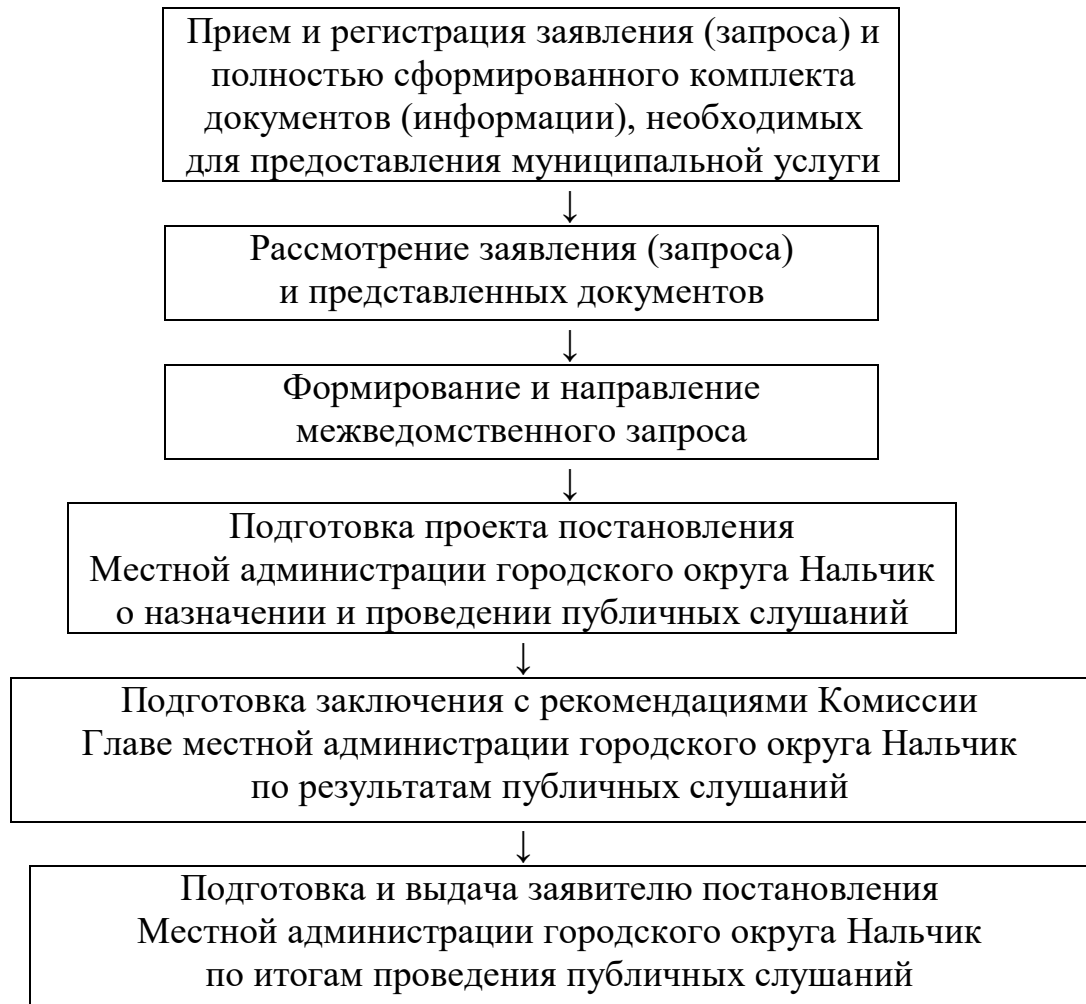 Прием и регистрация заявления (запроса) и
полностью сформированного комплекта
документов (информации), необходимых
для предоставления муниципальной услуги
↓
Рассмотрение заявления (запроса)
и представленных документов
↓
Формирование и направление
межведомственного запроса
↓
Подготовка проекта постановления
Местной администрации городского округа Нальчик
о назначении и проведении публичных слушаний
↓
Подготовка заключения с рекомендациями Комиссии
Главе местной администрации городского округа Нальчик
по результатам публичных слушаний
↓
Подготовка и выдача заявителю постановления
Местной администрации городского округа Нальчик
по итогам проведения публичных слушаний